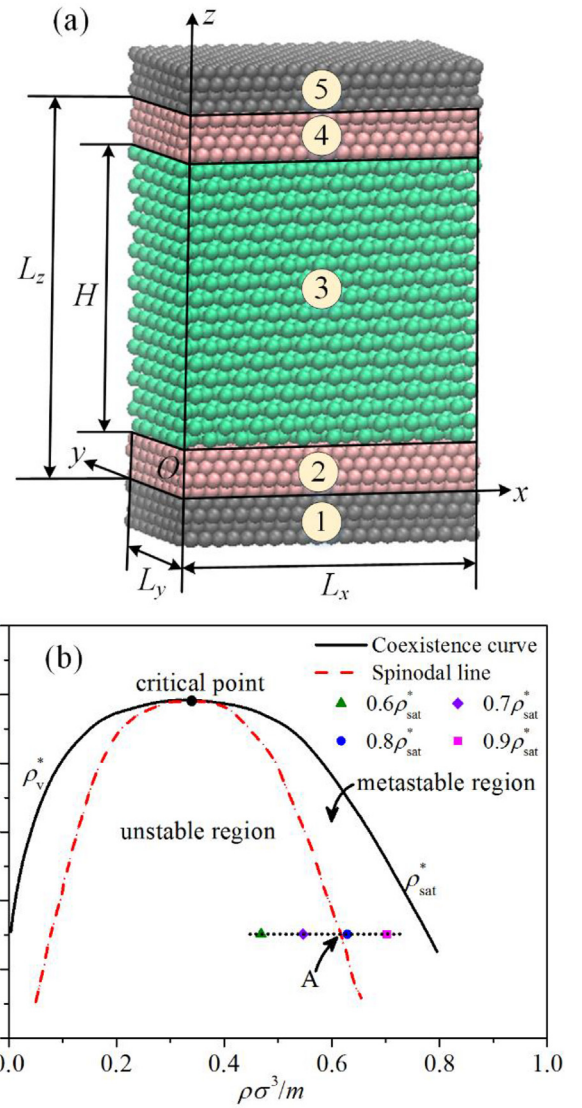 (a)
z
5
4
3
L_z
H
y
O
2
x
1
L_y
L_x
(b)
Coexistence curve
Spinodal line
critical point
0.6ρ*sat
0.7ρ*sat
0.8ρ*sat
0.9ρ*sat
ρ*v
metastable region
unstable region
ρ*sat
A
0.0
0.2
0.4
0.6
0.8
1.0
ρσ³/m